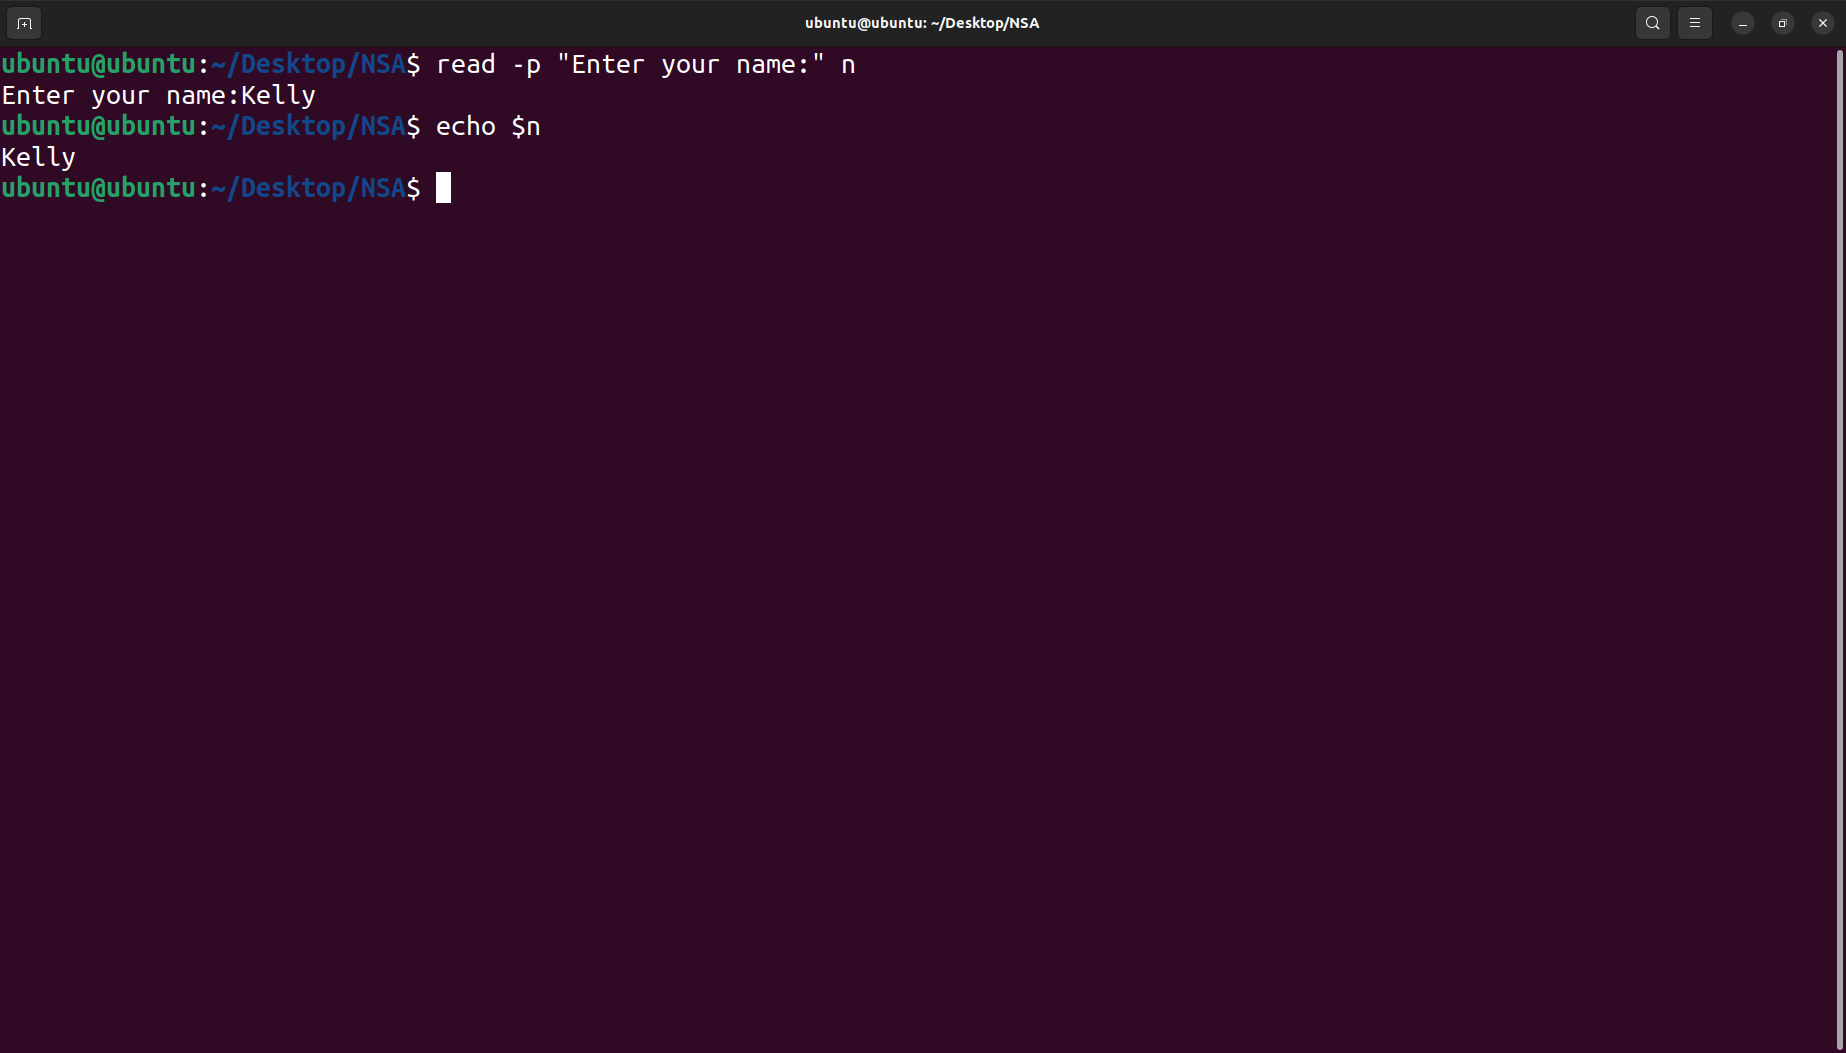 ubuntu@ubuntu: ~/Desktop/NSA
ubuntu@ubuntu:~/Desktop/NSA$ read -p "Enter your name:" n
Enter your name:Kelly
ubuntu@ubuntu:~/Desktop/NSA$ echo $n
Kelly
ubuntu@ubuntu:~/Desktop/NSA$